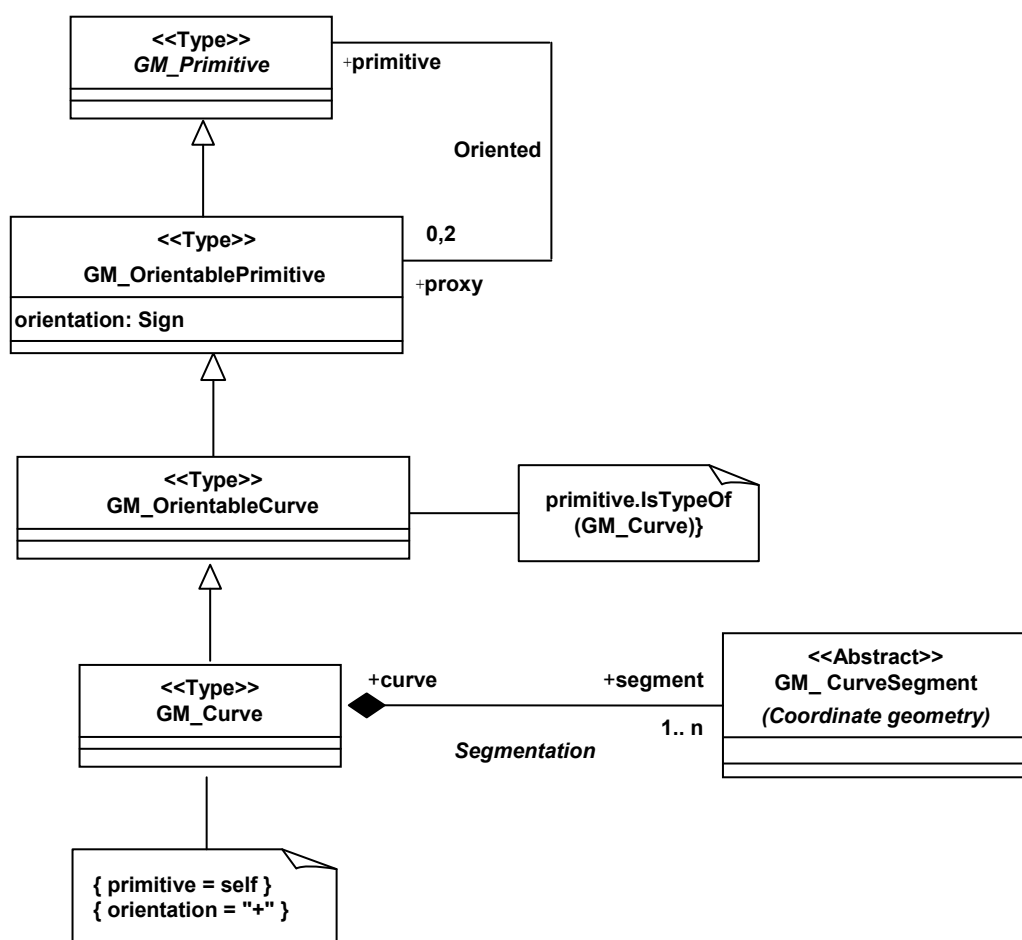 <<Type>>
GM_Primitive
+primitive
Oriented
<<Type>>
GM_OrientablePrimitive
0,2
+proxy
orientation: Sign
<<Type>>
GM_OrientableCurve
primitive.IsTypeOf
(GM_Curve)}
<<Type>>
GM_Curve
+curve
+segment
1.. n
Segmentation
<<Abstract>>
GM_ CurveSegment
(Coordinate geometry)
{ primitive = self }
{ orientation = "+" }